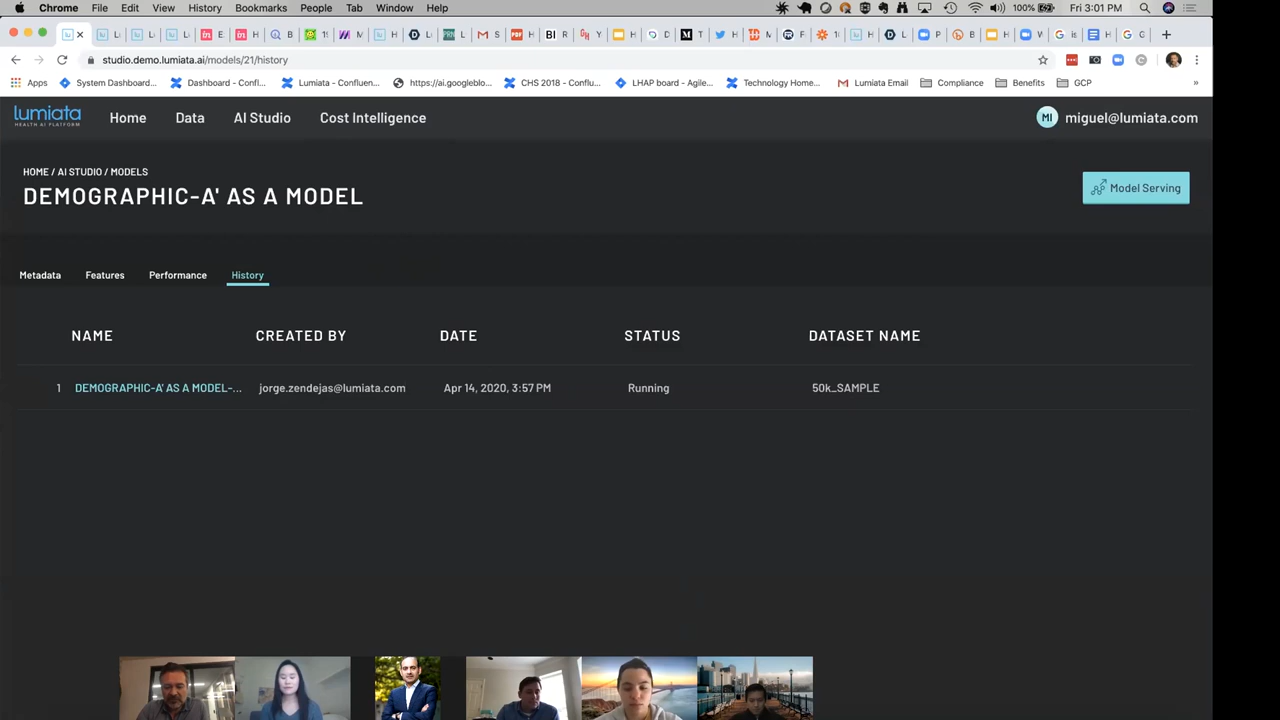 Chrome File Edit View History Bookmarks People Tab Window Help 100% Fri 3:01 PM
studio.demo.lumiata.ai/models/21/history
Apps System Dashboard... Dashboard - Confl... Lumiata - Confluen... https://ai.googleblo... CHS 2018 - Conflu... LHAP board - Agile... Technology Home... Lumiata Email Compliance Benefits GCP »
lumiata Home Data AI Studio Cost Intelligence MI miguel@lumiata.com
HEALTH AI PLATFORM
HOME / AI STUDIO / MODELS
DEMOGRAPHIC-A' AS A MODEL
Model Serving
Metadata Features Performance History
NAME CREATED BY DATE STATUS DATASET NAME
1 DEMOGRAPHIC-A' AS A MODEL-... jorge.zendejas@lumiata.com Apr 14, 2020, 3:57 PM Running 50k_SAMPLE